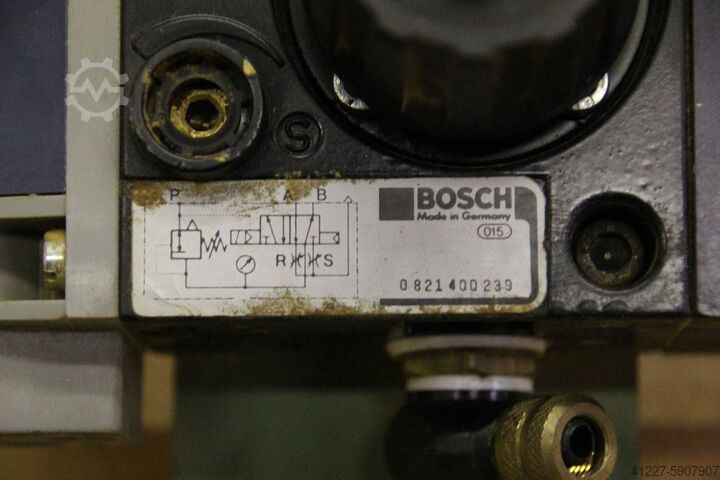 S
P A B
R S
BOSCH
Made in Germany
015
0 821 400 239
41227-5907907